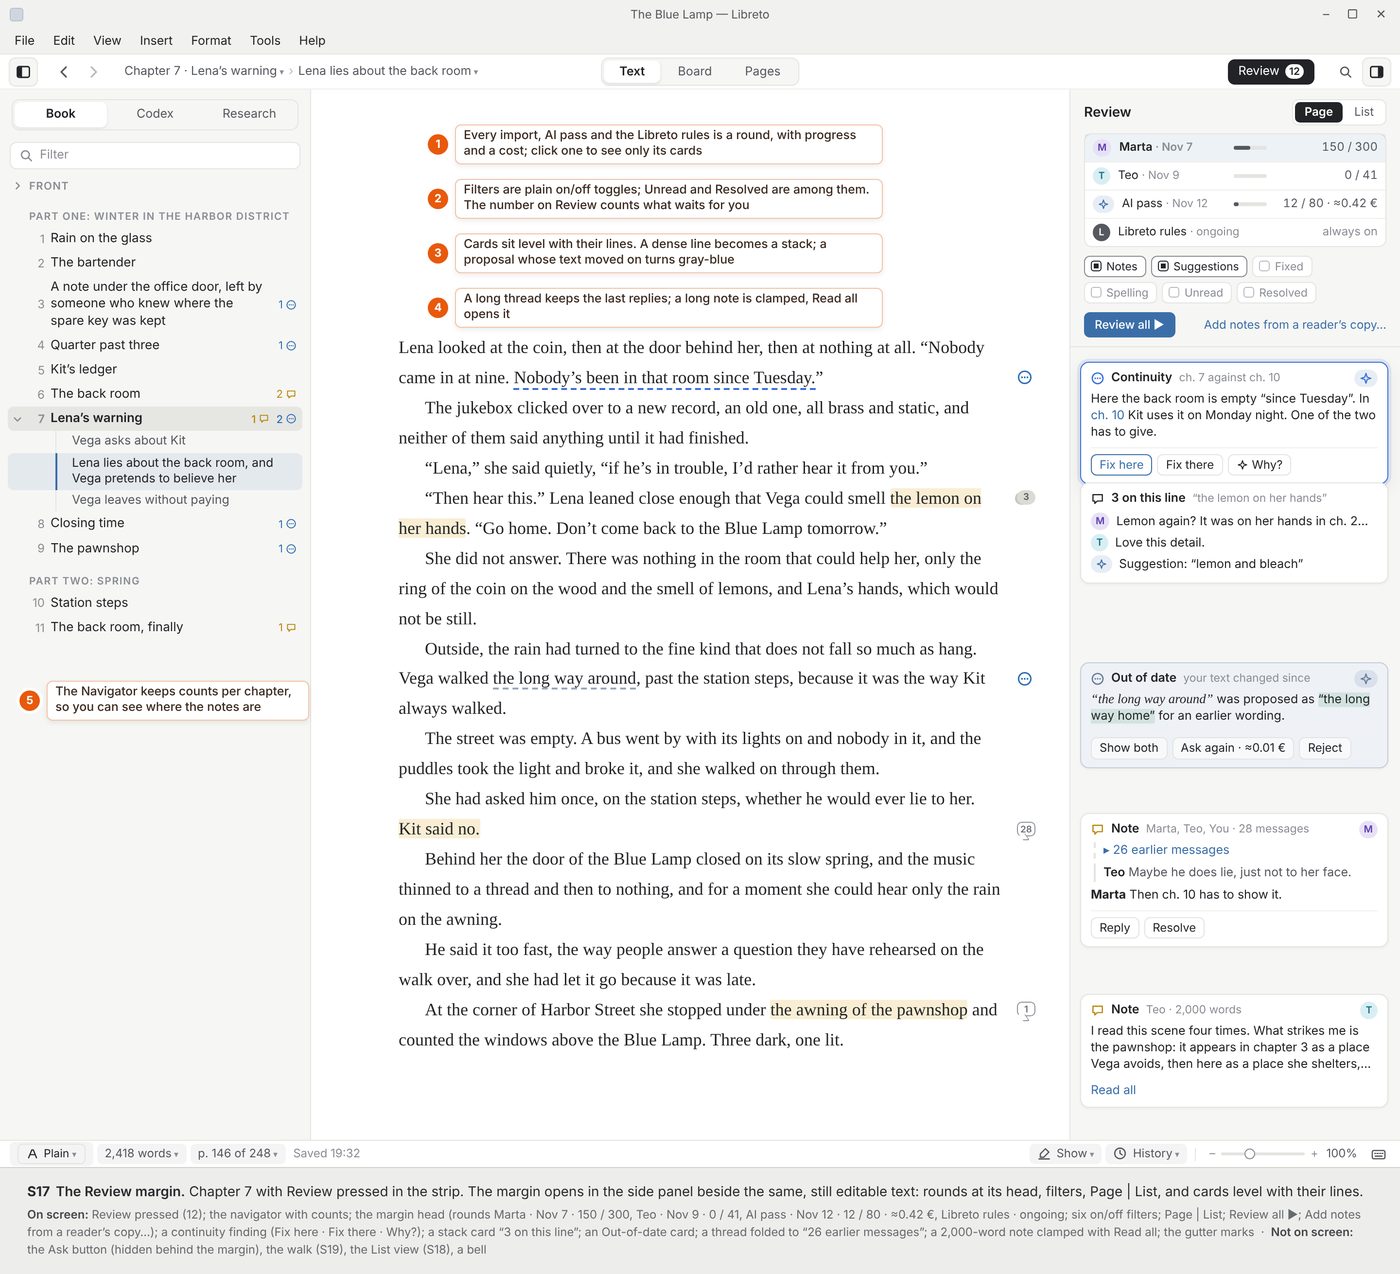 The Blue Lamp — Libreto
File Edit View Insert Format Tools Help
Chapter 7 · Lena’s warning ▾ › Lena lies about the back room ▾
Text Board Pages
Review 12
Book Codex Research
Filter
FRONT
PART ONE: WINTER IN THE HARBOR DISTRICT
1 Rain on the glass
2 The bartender
3 A note under the office door, left by
someone who knew where the
spare key was kept
1
4 Quarter past three 1
5 Kit’s ledger
6 The back room 2
7 Lena’s warning 1 2
Vega asks about Kit
Lena lies about the back room, and
Vega pretends to believe her
Vega leaves without paying
8 Closing time 1
9 The pawnshop 1
PART TWO: SPRING
10 Station steps
11 The back room, finally 1
5 The Navigator keeps counts per chapter,
so you can see where the notes are
1 Every import, AI pass and the Libreto rules is a round, with progress
and a cost; click one to see only its cards
2 Filters are plain on/off toggles; Unread and Resolved are among them.
The number on Review counts what waits for you
3 Cards sit level with their lines. A dense line becomes a stack; a
proposal whose text moved on turns gray-blue
4 A long thread keeps the last replies; a long note is clamped, Read all
opens it
Lena looked at the coin, then at the door behind her, then at nothing at all. “Nobody
came in at nine. Nobody’s been in that room since Tuesday.”
The jukebox clicked over to a new record, an old one, all brass and static, and
neither of them said anything until it had finished.
“Lena,” she said quietly, “if he’s in trouble, I’d rather hear it from you.”
“Then hear this.” Lena leaned close enough that Vega could smell the lemon on
her hands. “Go home. Don’t come back to the Blue Lamp tomorrow.”
3
She did not answer. There was nothing in the room that could help her, only the
ring of the coin on the wood and the smell of lemons, and Lena’s hands, which would
not be still.
Outside, the rain had turned to the fine kind that does not fall so much as hang.
Vega walked the long way around, past the station steps, because it was the way Kit
always walked.
The street was empty. A bus went by with its lights on and nobody in it, and the
puddles took the light and broke it, and she walked on through them.
She had asked him once, on the station steps, whether he would ever lie to her.
Kit said no.
28
Behind her the door of the Blue Lamp closed on its slow spring, and the music
thinned to a thread and then to nothing, and for a moment she could hear only the rain
on the awning.
He said it too fast, the way people answer a question they have rehearsed on the
walk over, and she had let it go because it was late.
At the corner of Harbor Street she stopped under the awning of the pawnshop and
counted the windows above the Blue Lamp. Three dark, one lit.
1
Review Page List
M Marta · Nov 7 150 / 300
T Teo · Nov 9 0 / 41
AI pass · Nov 12 12 / 80 · ≈0.42 €
L Libreto rules · ongoing always on
Notes Suggestions Fixed
Spelling Unread Resolved
Review all ▶ Add notes from a reader’s copy...
Continuity ch. 7 against ch. 10
Here the back room is empty “since Tuesday”. In
ch. 10 Kit uses it on Monday night. One of the two
has to give.
Fix here Fix there Why?
3 on this line “the lemon on her hands”
M Lemon again? It was on her hands in ch. 2...
T Love this detail.
Suggestion: “lemon and bleach”
Out of date your text changed since
“the long way around” was proposed as “the long
way home” for an earlier wording.
Show both Ask again · ≈0.01 € Reject
Note Marta, Teo, You · 28 messages M
▸ 26 earlier messages
Teo Maybe he does lie, just not to her face.
Marta Then ch. 10 has to show it.
Reply Resolve
Note Teo · 2,000 words T
I read this scene four times. What strikes me is
the pawnshop: it appears in chapter 3 as a place
Vega avoids, then here as a place she shelters,...
Read all
A Plain ▾ 2,418 words ▾ p. 146 of 248 ▾ Saved 19:32
Show ▾ History ▾ − + 100%
S17 The Review margin. Chapter 7 with Review pressed in the strip. The margin opens in the side panel beside the same, still editable text: rounds at its head, filters, Page | List, and cards level with their lines.
On screen: Review pressed (12); the navigator with counts; the margin head (rounds Marta · Nov 7 · 150 / 300, Teo · Nov 9 · 0 / 41, AI pass · Nov 12 · 12 / 80 · ≈0.42 €, Libreto rules · ongoing; six on/off filters; Page | List; Review all ▶; Add notes
from a reader’s copy...); a continuity finding (Fix here · Fix there · Why?); a stack card “3 on this line”; an Out-of-date card; a thread folded to “26 earlier messages”; a 2,000-word note clamped with Read all; the gutter marks · Not on screen:
the Ask button (hidden behind the margin), the walk (S19), the List view (S18), a bell